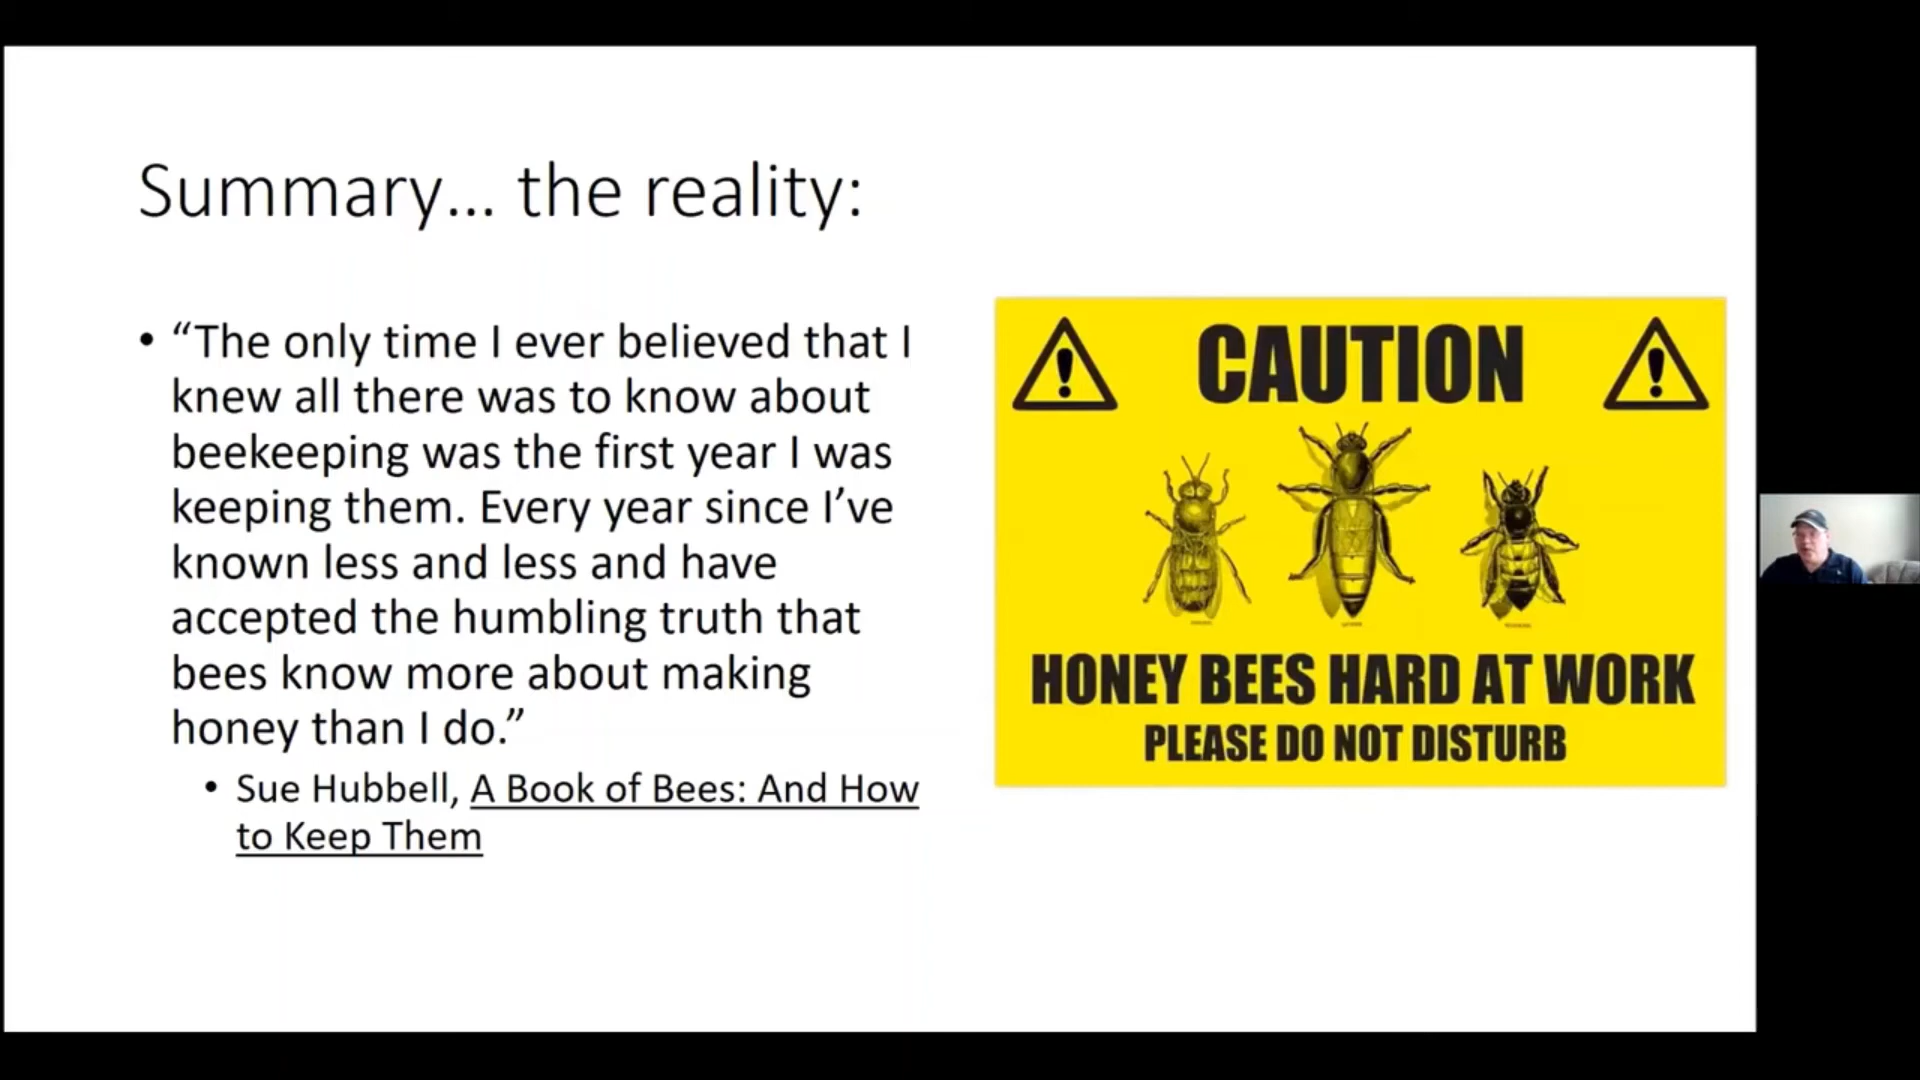 Summary... the reality:
• “The only time I ever believed that I
knew all there was to know about
beekeeping was the first year I was
keeping them. Every year since I’ve
known less and less and have
accepted the humbling truth that
bees know more about making
honey than I do.”
• Sue Hubbell, A Book of Bees: And How
to Keep Them
CAUTION
HONEY BEES HARD AT WORK
PLEASE DO NOT DISTURB